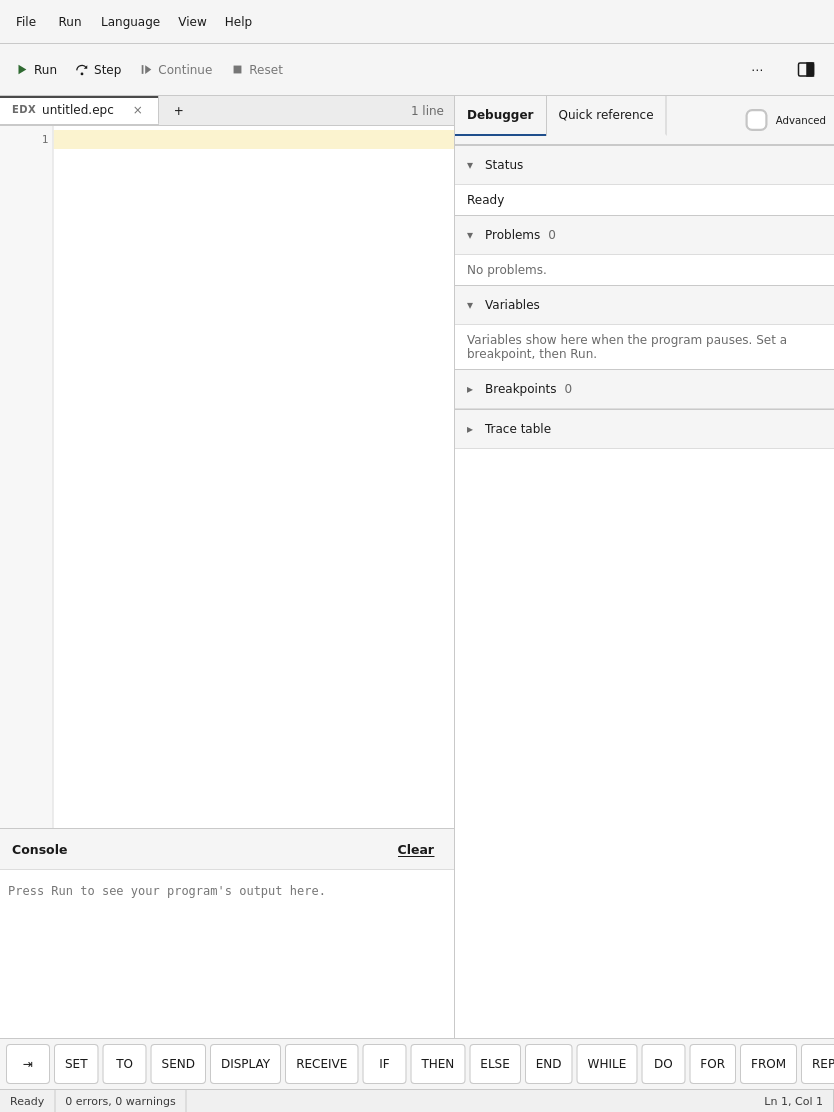 File Run Language View Help
Run Step Continue Reset ...
EDX untitled.epc × + 1 line
Debugger Quick reference Advanced
1
Status
Ready
Problems 0
No problems.
Variables
Variables show here when the program pauses. Set a
breakpoint, then Run.
Breakpoints 0
Trace table
Console Clear
Press Run to see your program's output here.
SET TO SEND DISPLAY RECEIVE IF THEN ELSE END WHILE DO FOR FROM REP
Ready 0 errors, 0 warnings Ln 1, Col 1